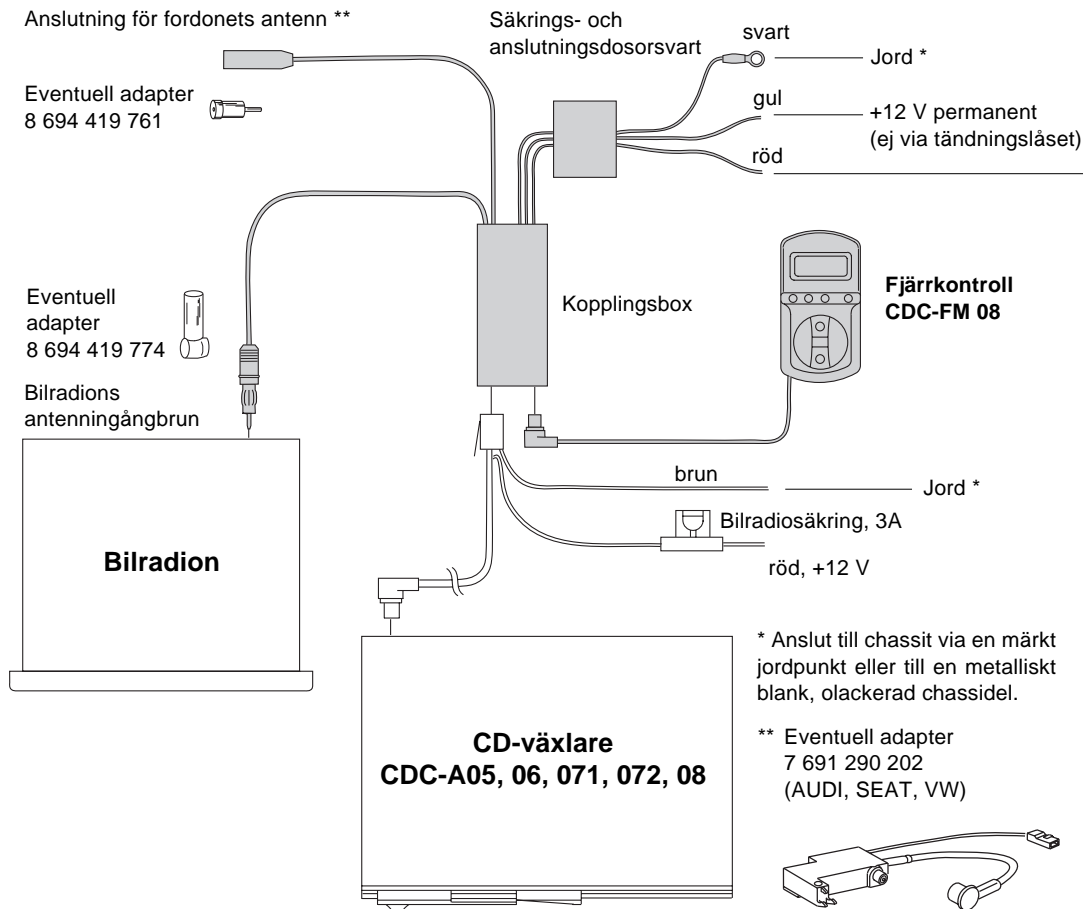 Anslutning för fordonets antenn **
Säkrings- och
anslutningsdosorsvart
svart
Jord *
Eventuell adapter
8 694 419 761
gul
+12 V permanent
(ej via tändningslåset)
röd
Eventuell
adapter
8 694 419 774
Kopplingsbox
Fjärrkontroll
CDC-FM 08
Bilradions
antenningångbrun
brun
Jord *
Bilradiosäkring, 3A
röd, +12 V
Bilradion
CD-växlare
CDC-A05, 06, 071, 072, 08
* Anslut till chassit via en märkt
jordpunkt eller till en metalliskt
blank, olackerad chassidel.
** Eventuell adapter
7 691 290 202
(AUDI, SEAT, VW)